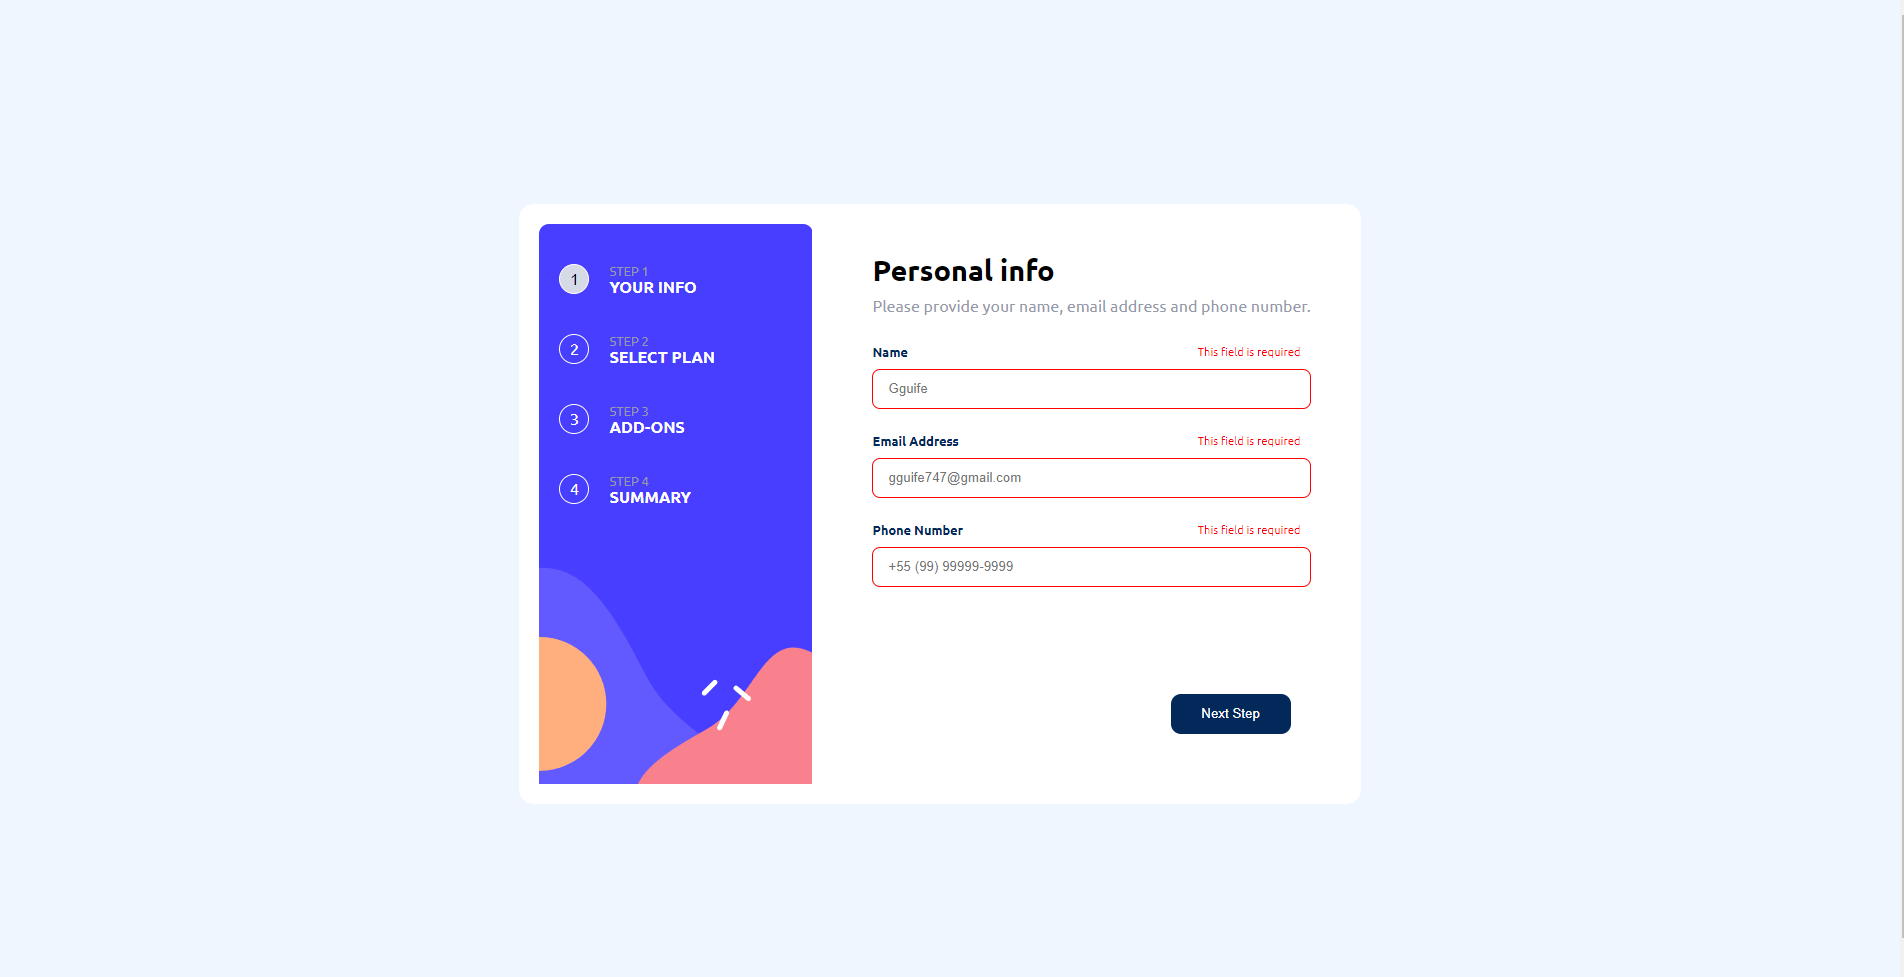 1
STEP 1
YOUR INFO
2
STEP 2
SELECT PLAN
3
STEP 3
ADD-ONS
4
STEP 4
SUMMARY
Personal info
Please provide your name, email address and phone number.
Name This field is required
Gguife
Email Address This field is required
gguife747@gmail.com
Phone Number This field is required
+55 (99) 99999-9999
Next Step